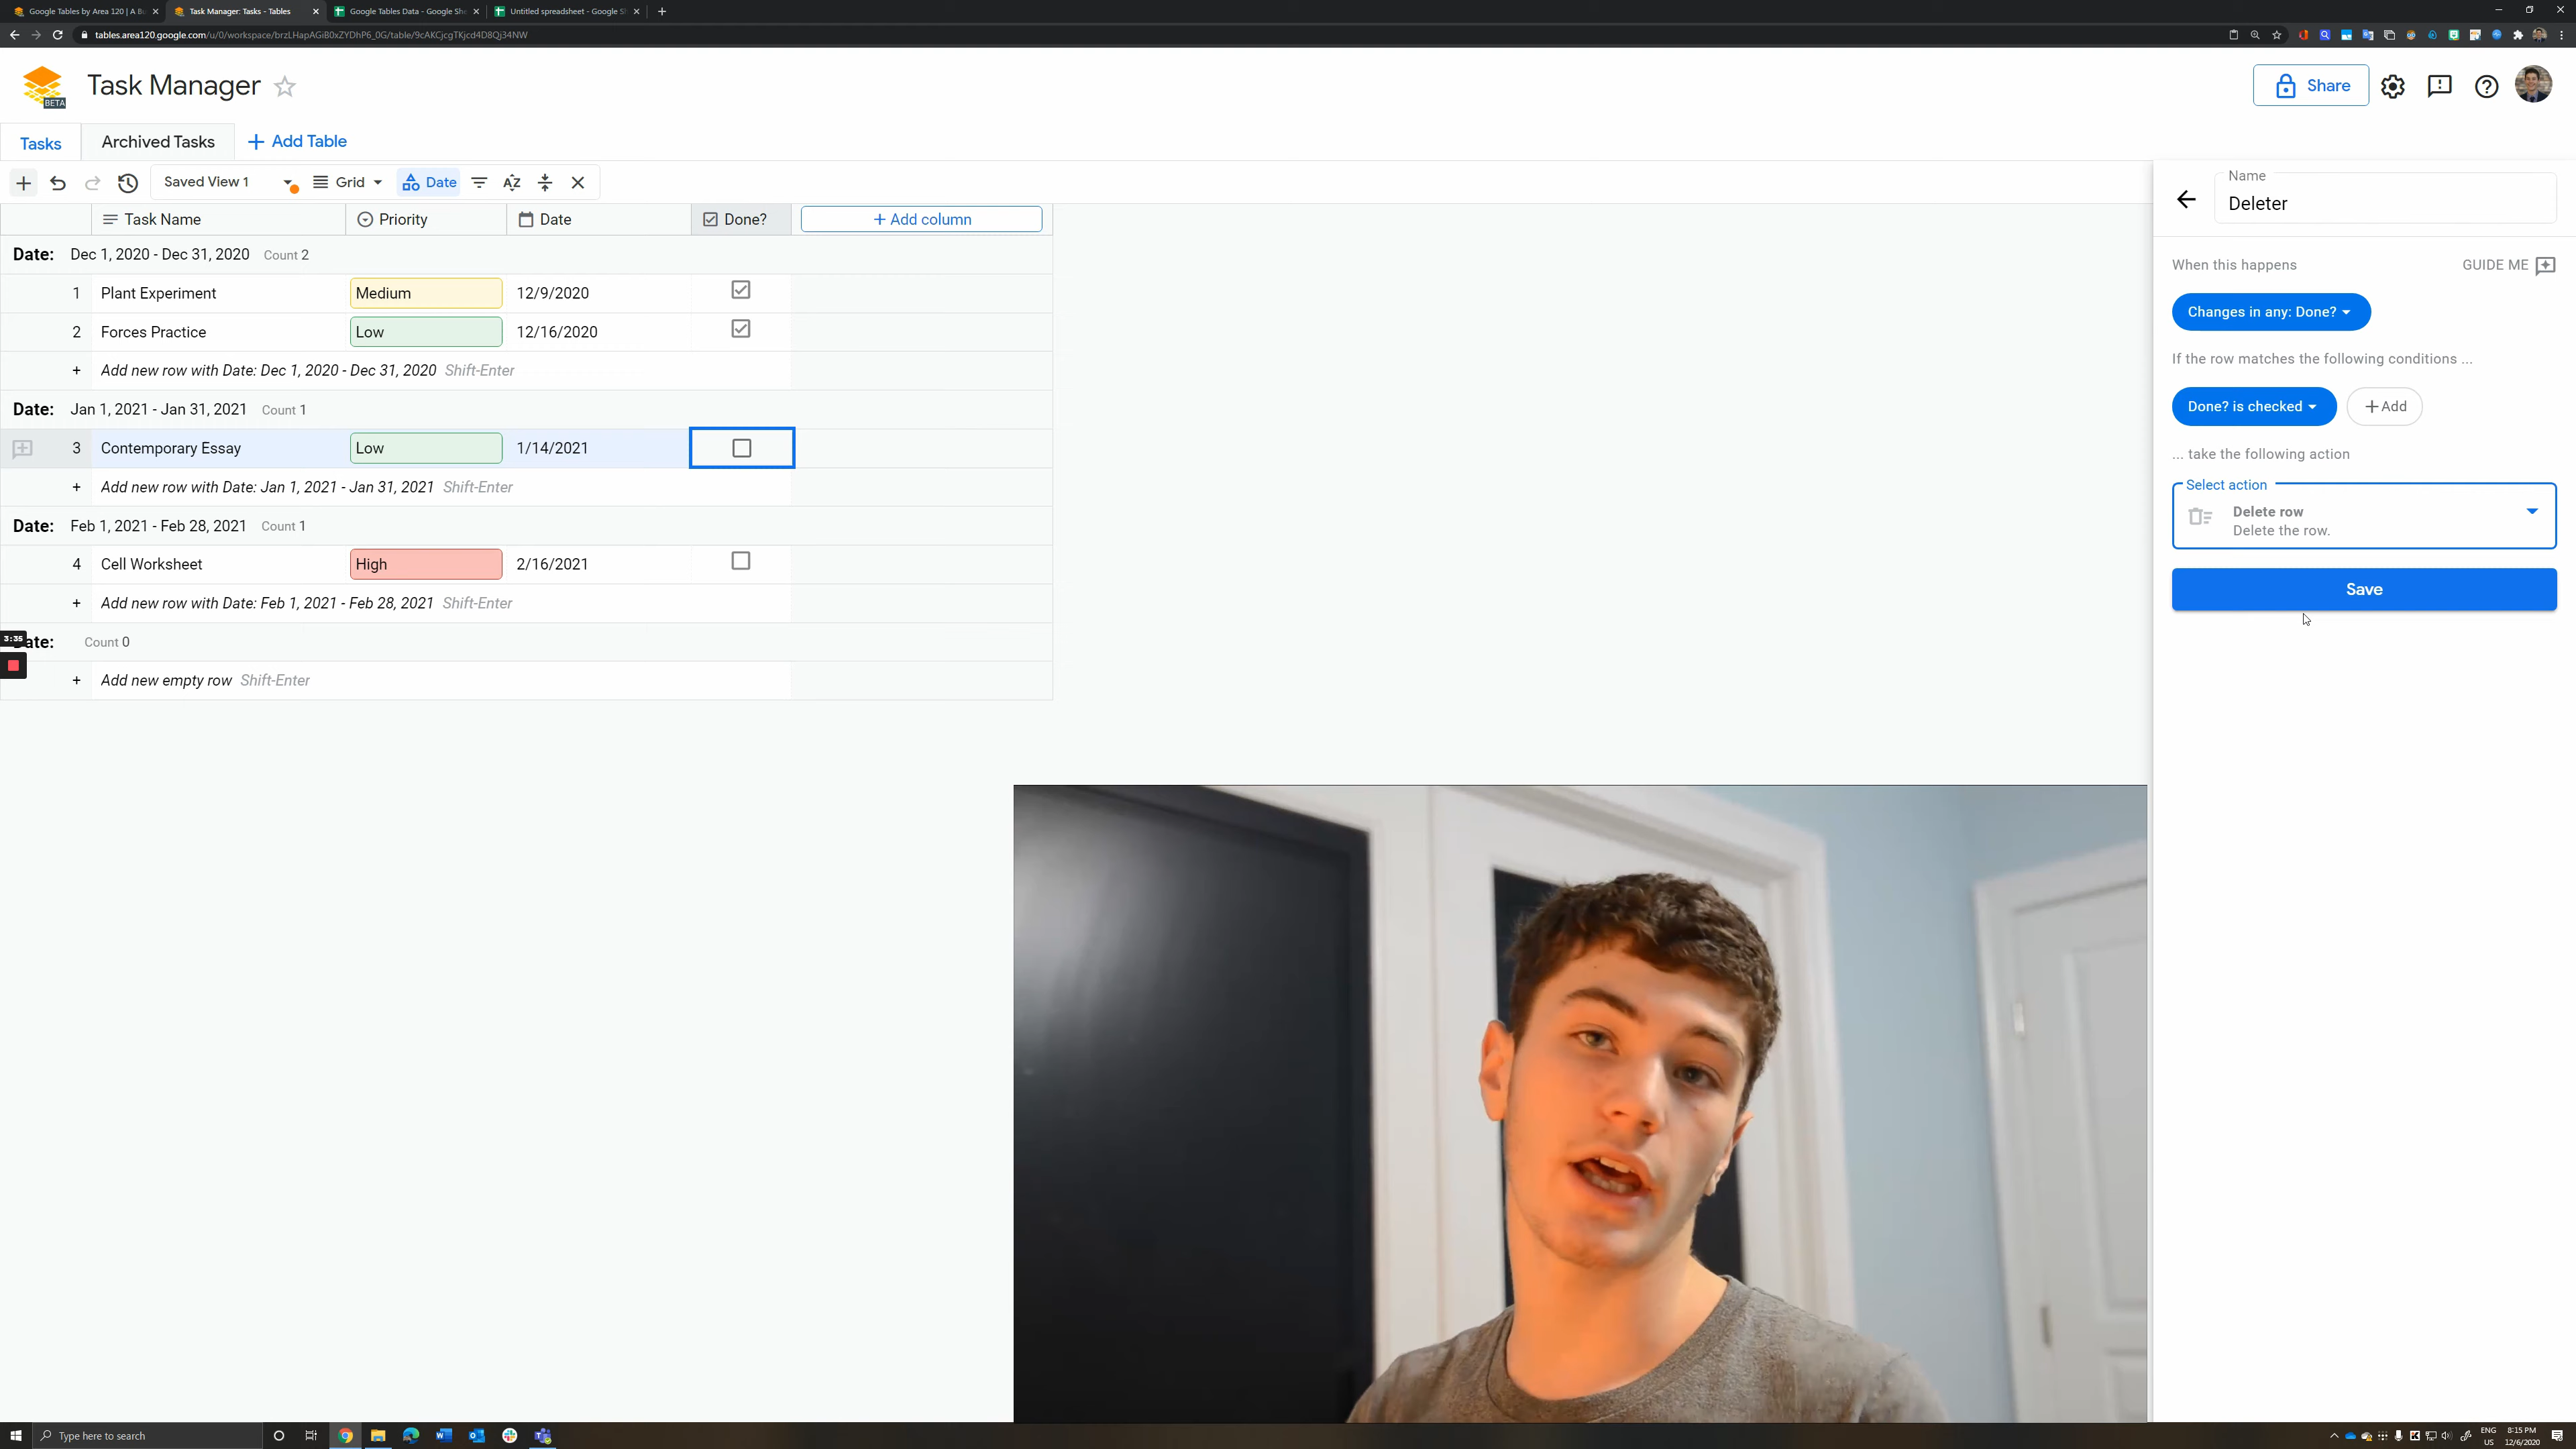 Google Tables by Area 120 | A B
Task Manager: Tasks - Tables
Google Tables Data - Google She
Untitled spreadsheet - Google Sh
tables.area120.google.com/u/0/workspace/brzLHapAGiB0xZYDhP6_0G/table/9cAKCjcgTKjcd4D8Qj34NW
BETA
Task Manager
Share
Tasks
Archived Tasks
+ Add Table
Saved View 1
Grid
Date
Task Name
Priority
Date
Done?
+ Add column
Date: Dec 1, 2020 - Dec 31, 2020 Count 2
1 Plant Experiment Medium 12/9/2020
2 Forces Practice Low 12/16/2020
+ Add new row with Date: Dec 1, 2020 - Dec 31, 2020 Shift-Enter
Date: Jan 1, 2021 - Jan 31, 2021 Count 1
3 Contemporary Essay Low 1/14/2021
+ Add new row with Date: Jan 1, 2021 - Jan 31, 2021 Shift-Enter
Date: Feb 1, 2021 - Feb 28, 2021 Count 1
4 Cell Worksheet High 2/16/2021
+ Add new row with Date: Feb 1, 2021 - Feb 28, 2021 Shift-Enter
3:35
ate: Count 0
+ Add new empty row Shift-Enter
Name
Deleter
When this happens
GUIDE ME
Changes in any: Done?
If the row matches the following conditions ...
Done? is checked
+ Add
... take the following action
Select action
Delete row
Delete the row.
Save
Type here to search
ENG
US
8:15 PM
12/6/2020